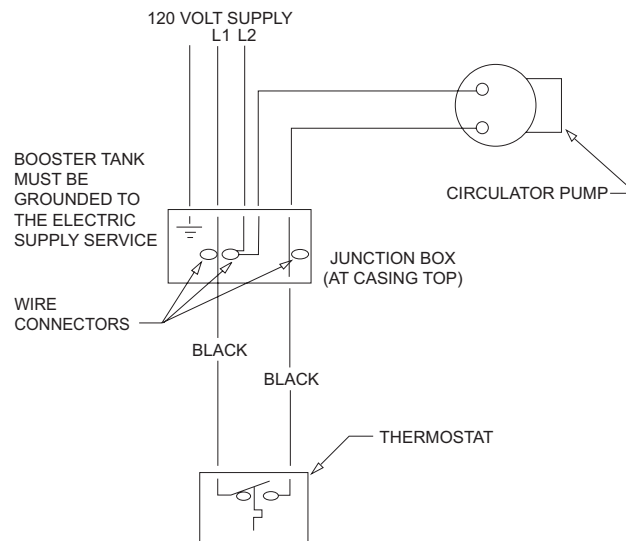 120 VOLT SUPPLY
L1 L2
BOOSTER TANK
MUST BE
GROUNDED TO
THE ELECTRIC
SUPPLY SERVICE
CIRCULATOR PUMP
JUNCTION BOX
(AT CASING TOP)
WIRE
CONNECTORS
BLACK
BLACK
THERMOSTAT